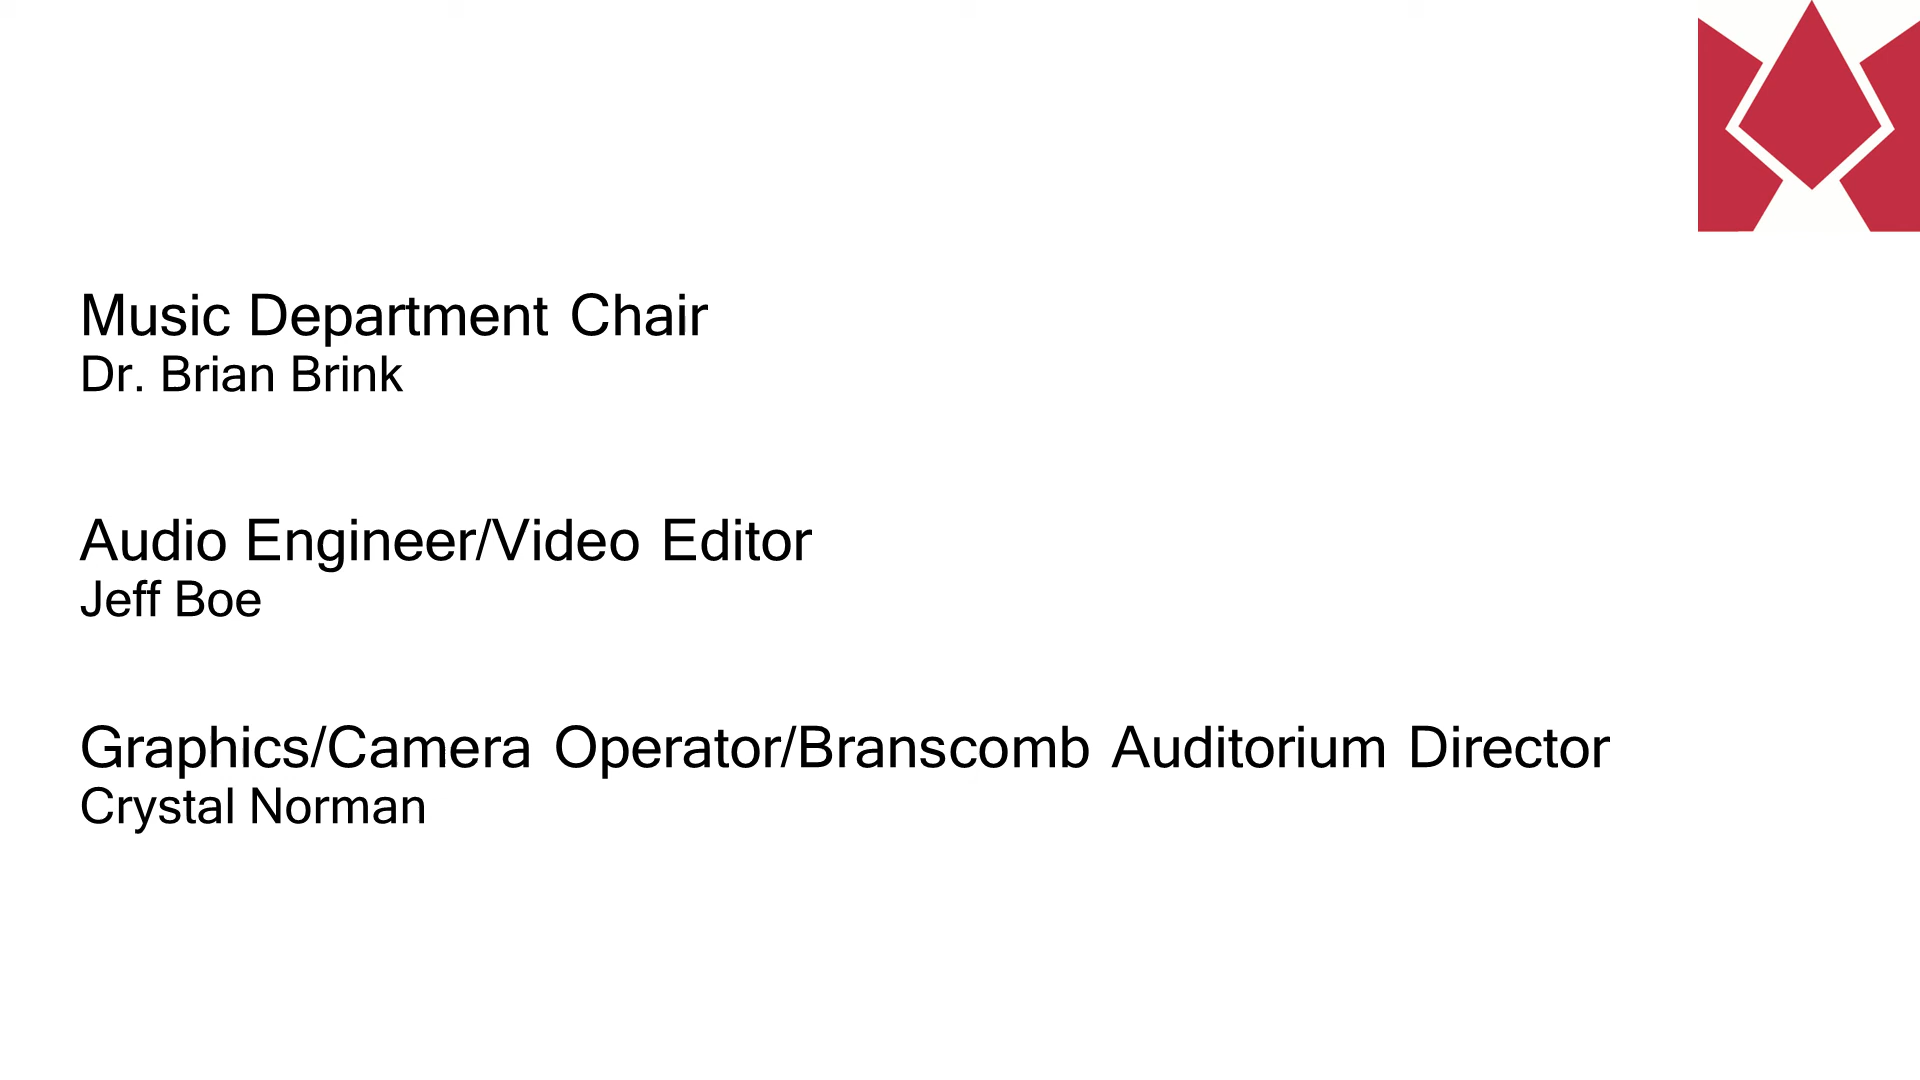 Music Department Chair
Dr. Brian Brink
Audio Engineer/Video Editor
Jeff Boe
Graphics/Camera Operator/Branscomb Auditorium Director
Crystal Norman